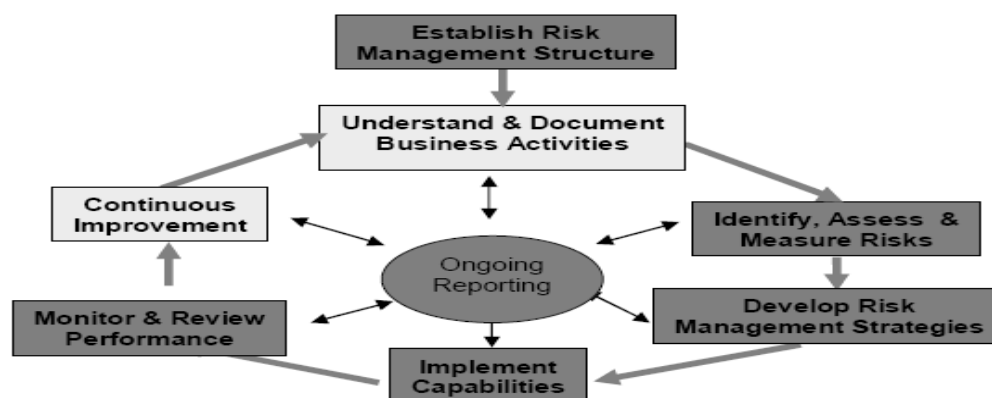 Establish Risk
Management Structure
Understand & Document
Business Activities
Continuous
Improvement
Identify, Assess &
Measure Risks
Ongoing
Reporting
Monitor & Review
Performance
Develop Risk
Management Strategies
Implement
Capabilities